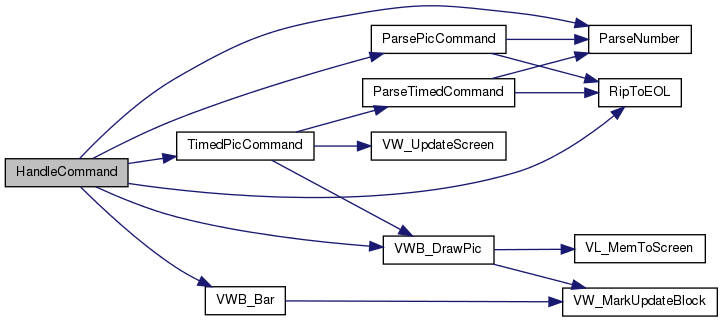 ParsePicCommand
ParseNumber
ParseTimedCommand
RipToEOL
TimedPicCommand
VW_UpdateScreen
HandleCommand
VWB_DrawPic
VL_MemToScreen
VWB_Bar
VW_MarkUpdateBlock